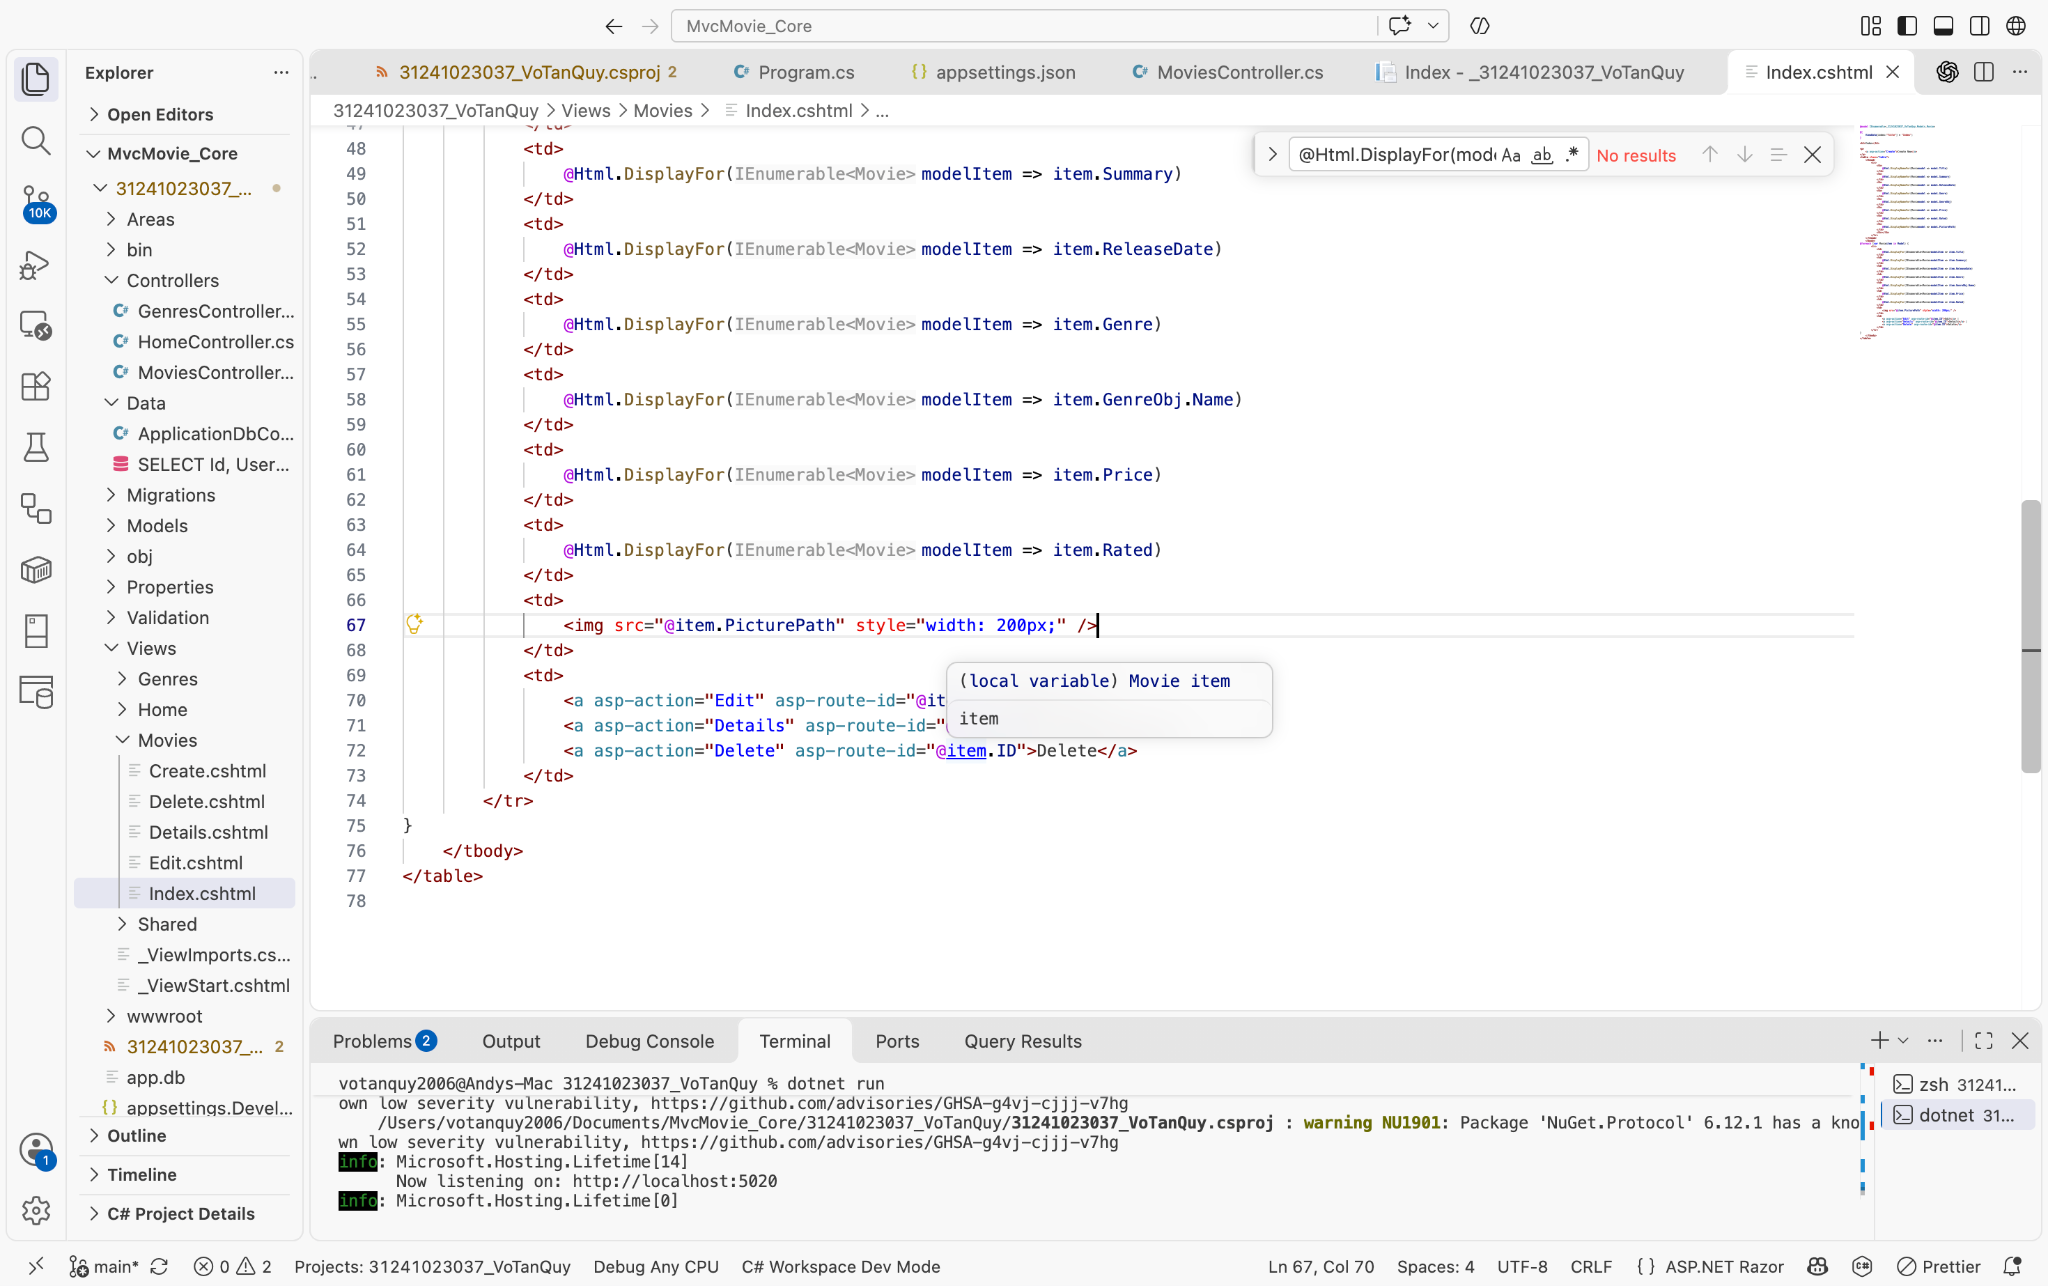 MvcMovie_Core
Explorer
Open Editors
MvcMovie_Core
31241023037_...
Areas
bin
Controllers
GenresController...
HomeController.cs
MoviesController...
Data
ApplicationDbCo...
SELECT Id, User...
Migrations
Models
obj
Properties
Validation
Views
Genres
Home
Movies
Create.cshtml
Delete.cshtml
Details.cshtml
Edit.cshtml
Index.cshtml
Shared
_ViewImports.cs...
_ViewStart.cshtml
wwwroot
31241023037_... 2
app.db
appsettings.Devel...
Outline
Timeline
C# Project Details
10K
1
... 31241023037_VoTanQuy.csproj 2 Program.cs {} appsettings.json MoviesController.cs Index - _31241023037_VoTanQuy Index.cshtml
31241023037_VoTanQuy > Views > Movies > Index.cshtml > ...
@Html.DisplayFor(mode Aa ab .* No results
47 </td>
48 <td>
49 @Html.DisplayFor(IEnumerable<Movie> modelItem => item.Summary)
50 </td>
51 <td>
52 @Html.DisplayFor(IEnumerable<Movie> modelItem => item.ReleaseDate)
53 </td>
54 <td>
55 @Html.DisplayFor(IEnumerable<Movie> modelItem => item.Genre)
56 </td>
57 <td>
58 @Html.DisplayFor(IEnumerable<Movie> modelItem => item.GenreObj.Name)
59 </td>
60 <td>
61 @Html.DisplayFor(IEnumerable<Movie> modelItem => item.Price)
62 </td>
63 <td>
64 @Html.DisplayFor(IEnumerable<Movie> modelItem => item.Rated)
65 </td>
66 <td>
67 <img src="@item.PicturePath" style="width: 200px;" />
68 </td>
69 <td>
70 <a asp-action="Edit" asp-route-id="@it
71 <a asp-action="Details" asp-route-id="
72 <a asp-action="Delete" asp-route-id="@item.ID">Delete</a>
73 </td>
74 </tr>
75 }
76 </tbody>
77 </table>
78
(local variable) Movie item
item
Problems 2 Output Debug Console Terminal Ports Query Results
votanquy2006@Andys-Mac 31241023037_VoTanQuy % dotnet run
own low severity vulnerability, https://github.com/advisories/GHSA-g4vj-cjjj-v7hg
/Users/votanquy2006/Documents/MvcMovie_Core/31241023037_VoTanQuy/31241023037_VoTanQuy.csproj : warning NU1901: Package 'NuGet.Protocol' 6.12.1 has a kno
wn low severity vulnerability, https://github.com/advisories/GHSA-g4vj-cjjj-v7hg
info: Microsoft.Hosting.Lifetime[14]
Now listening on: http://localhost:5020
info: Microsoft.Hosting.Lifetime[0]
zsh 31241...
dotnet 31...
main* 0 2 Projects: 31241023037_VoTanQuy Debug Any CPU C# Workspace Dev Mode Ln 67, Col 70 Spaces: 4 UTF-8 CRLF {} ASP.NET Razor Prettier